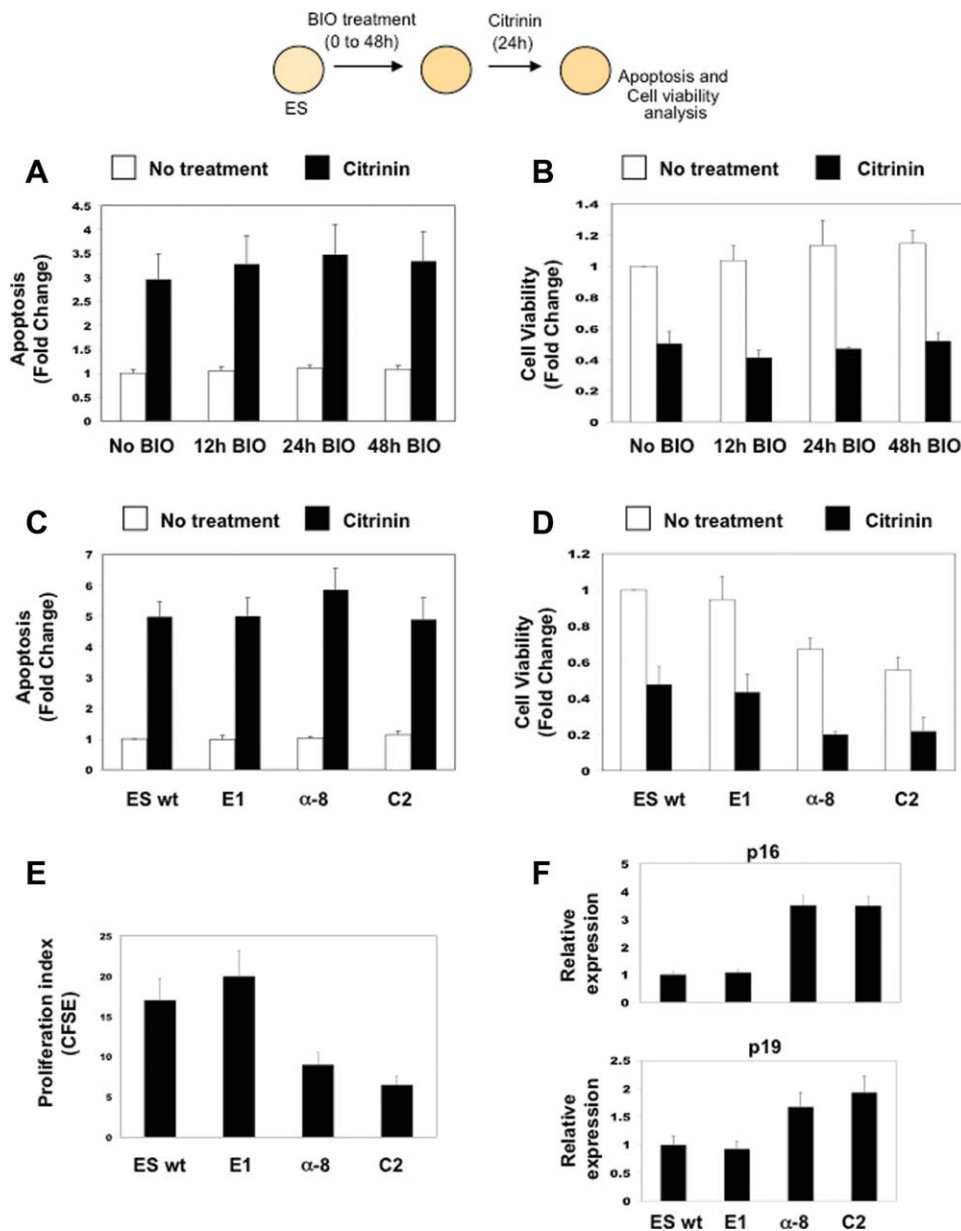 BIO treatment
(0 to 48h)
Citrinin
(24h)
ES
Apoptosis and
Cell viability
analysis
A
No treatment
Citrinin
Apoptosis
(Fold Change)
4.5
4
3.5
3
2.5
2
1.5
1
0.5
0
No BIO
12h BIO
24h BIO
48h BIO
B
No treatment
Citrinin
Cell Viability
(Fold Change)
1.4
1.2
1
0.8
0.6
0.4
0.2
0
No BIO
12h BIO
24h BIO
48h BIO
C
No treatment
Citrinin
Apoptosis
(Fold Change)
7
6
5
4
3
2
1
0
ES wt
E1
α-8
C2
D
No treatment
Citrinin
Cell Viability
(Fold Change)
1.2
1
0.8
0.6
0.4
0.2
0
ES wt
E1
α-8
C2
E
Proliferation index
(CFSE)
25
20
15
10
5
0
ES wt
E1
α-8
C2
F
p16
Relative
expression
5
4
3
2
1
0
p19
Relative
expression
2.5
2
1.5
1
0.5
0
ES wt
E1
α-8
C2